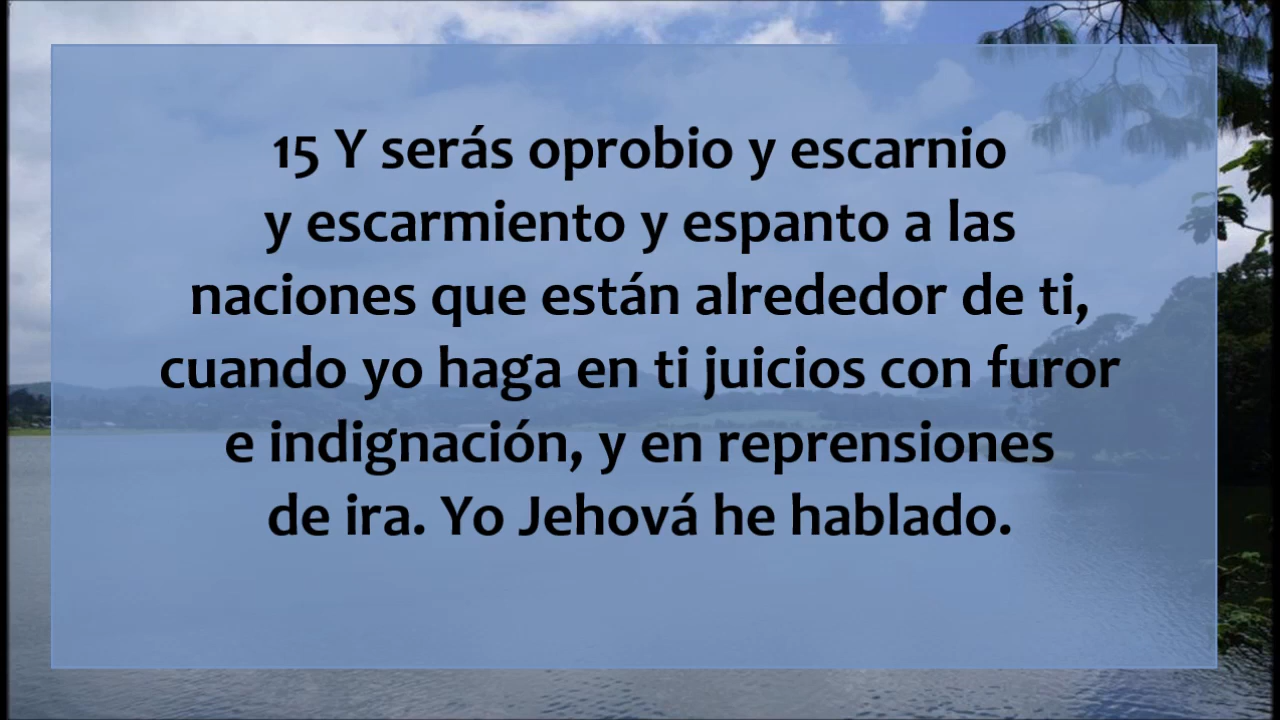 15 Y serás oprobio y escarnio
y escarmiento y espanto a las
naciones que están alrededor de ti,
cuando yo haga en ti juicios con furor
e indignación, y en reprensiones
de ira. Yo Jehová he hablado.